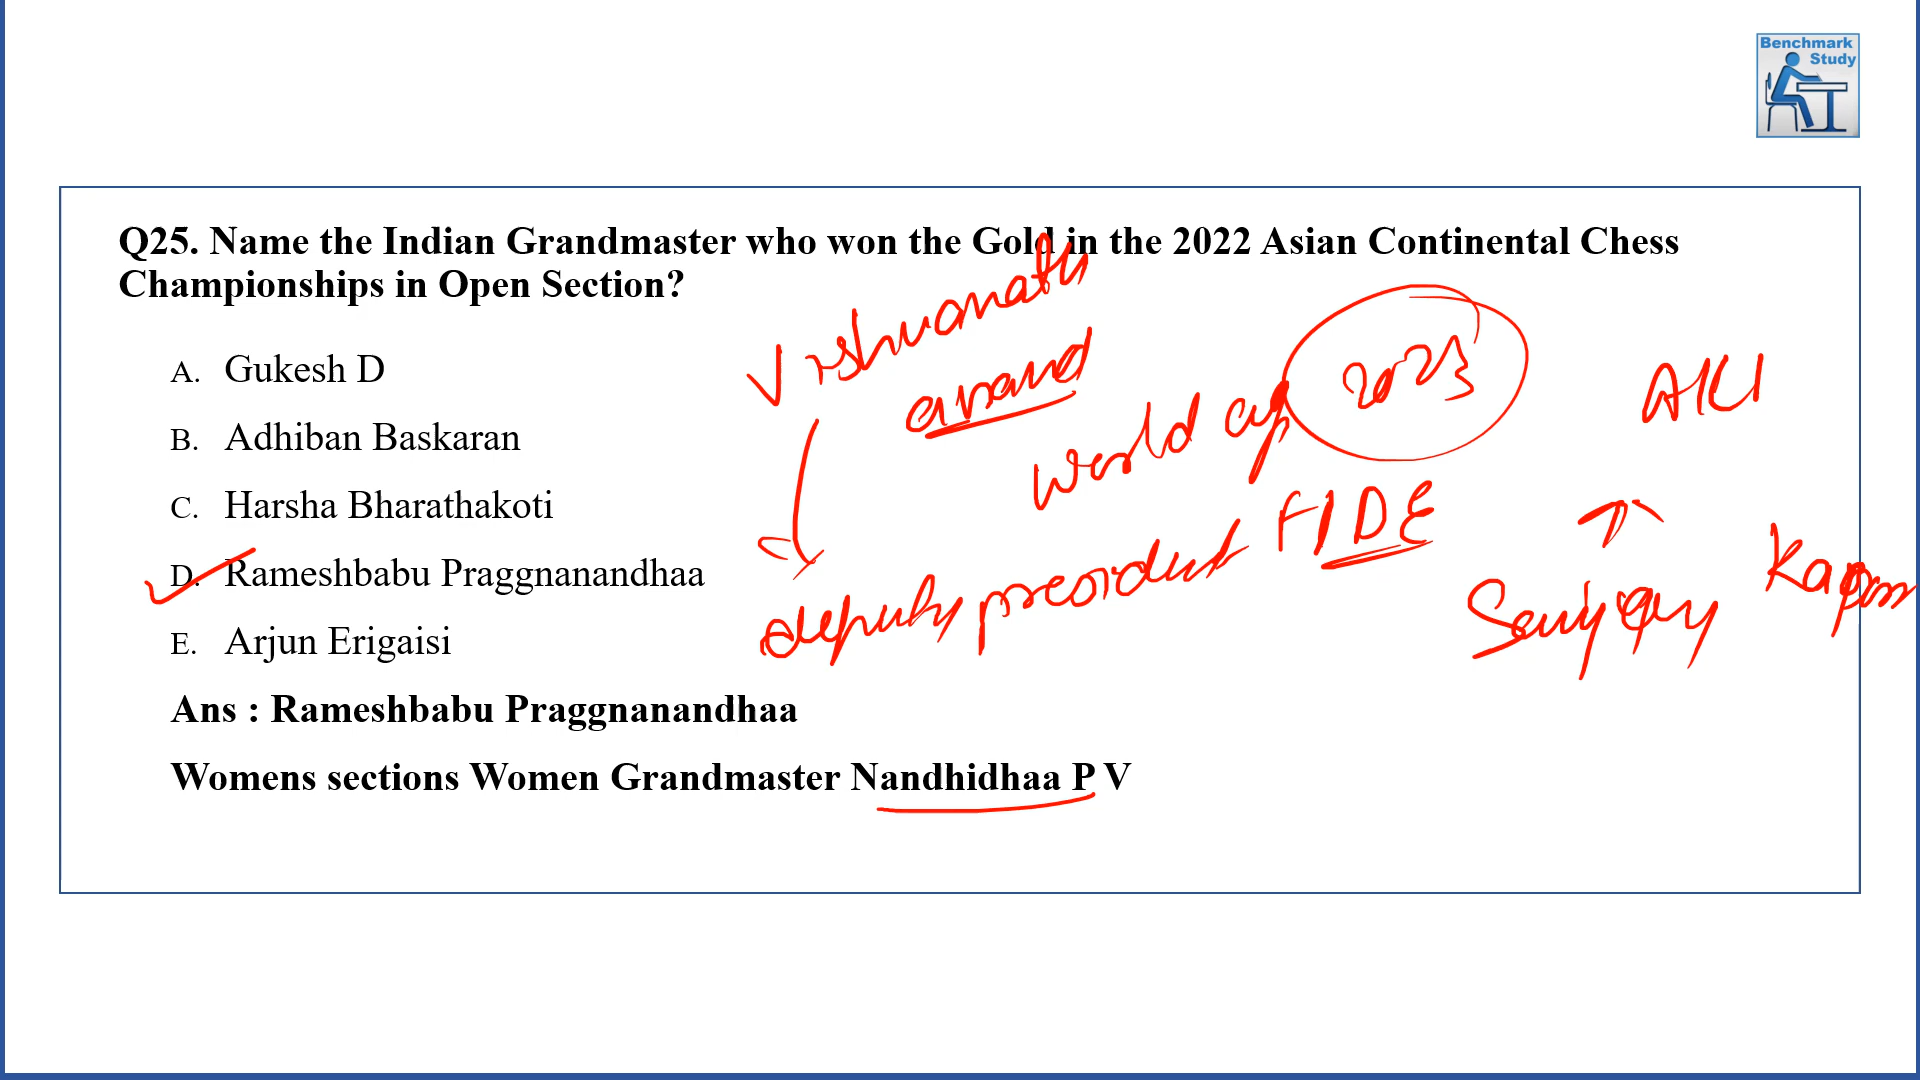 Benchmark
Study
Q25. Name the Indian Grandmaster who won the Gold in the 2022 Asian Continental Chess
Championships in Open Section?
A. Gukesh D
B. Adhiban Baskaran
C. Harsha Bharathakoti
D. Rameshbabu Praggnanandhaa
E. Arjun Erigaisi
Ans : Rameshbabu Praggnanandhaa
Womens sections Women Grandmaster Nandhidhaa P V
Vishwanath
anand
World cup 2023
deputy president FIDE
Kapoor